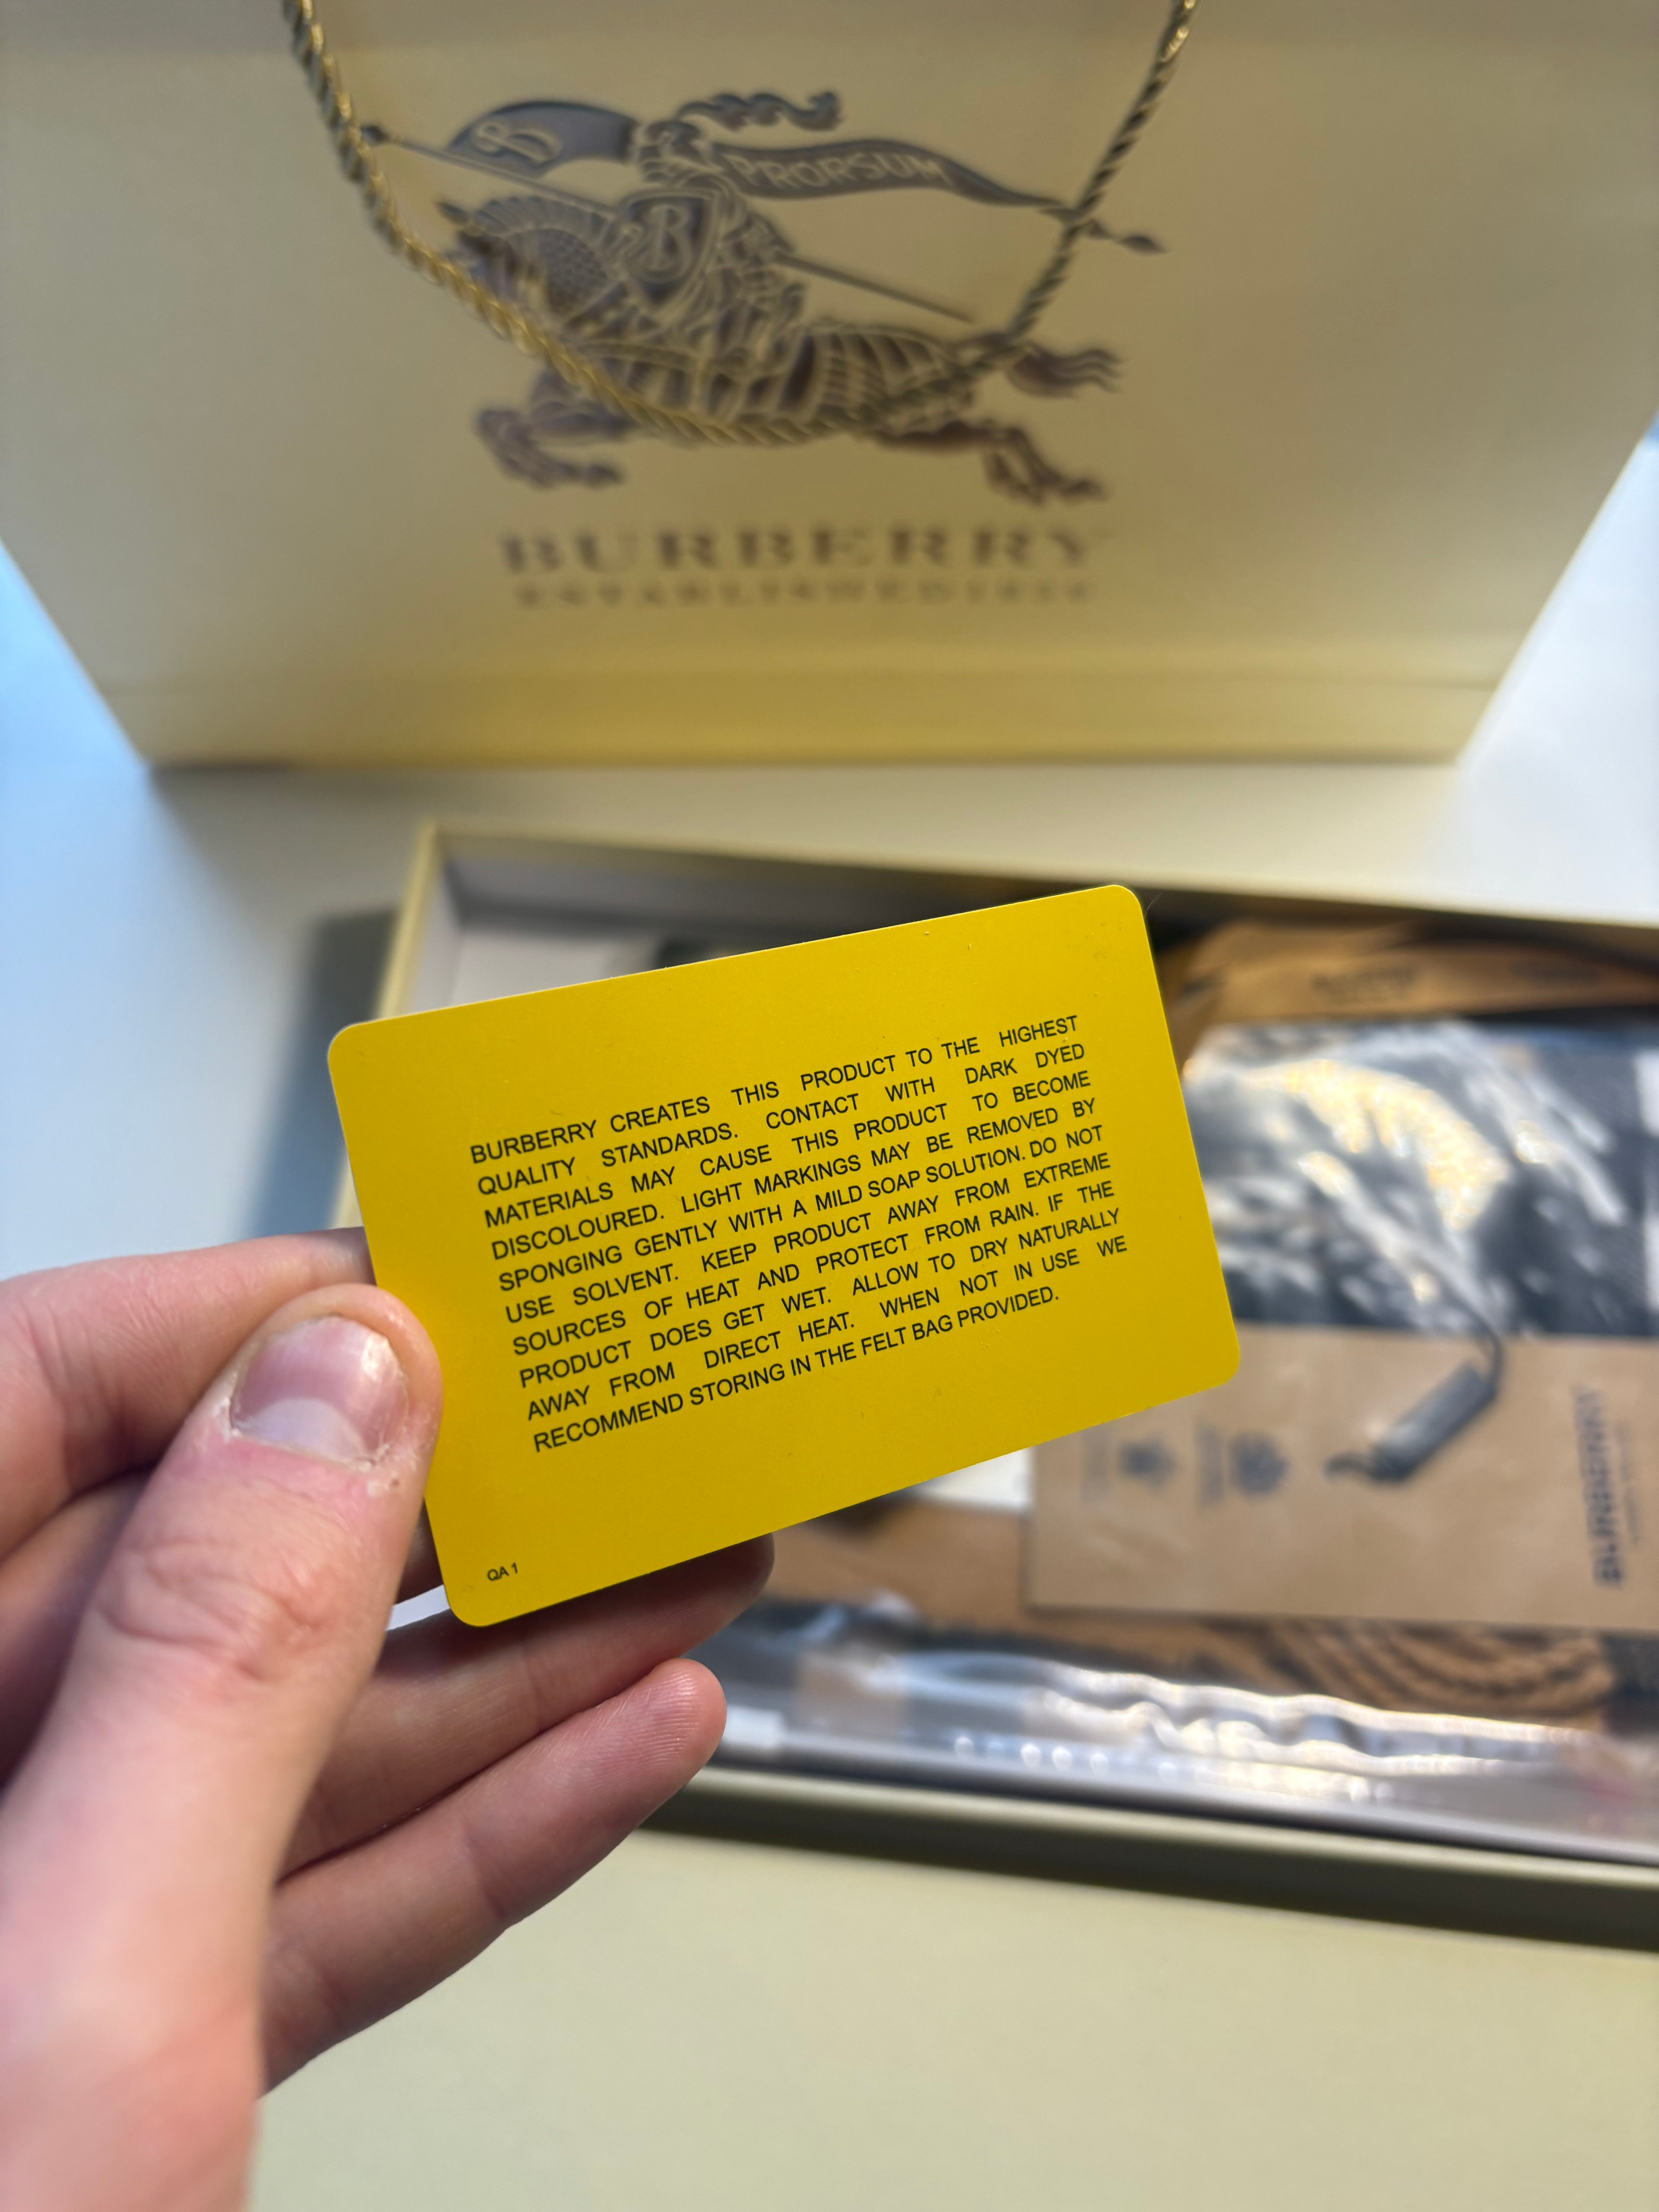 B
PRORSUM
B
BURBERRY
BURBERRY CREATES THIS PRODUCT TO THE HIGHEST
QUALITY STANDARDS. CONTACT WITH DARK DYED
MATERIALS MAY CAUSE THIS PRODUCT TO BECOME
DISCOLOURED. LIGHT MARKINGS MAY BE REMOVED BY
SPONGING GENTLY WITH A MILD SOAP SOLUTION. DO NOT
USE SOLVENT. KEEP PRODUCT AWAY FROM EXTREME
SOURCES OF HEAT AND PROTECT FROM RAIN. IF THE
PRODUCT DOES GET WET. ALLOW TO DRY NATURALLY
AWAY FROM DIRECT HEAT. WHEN NOT IN USE WE
RECOMMEND STORING IN THE FELT BAG PROVIDED.
QA 1